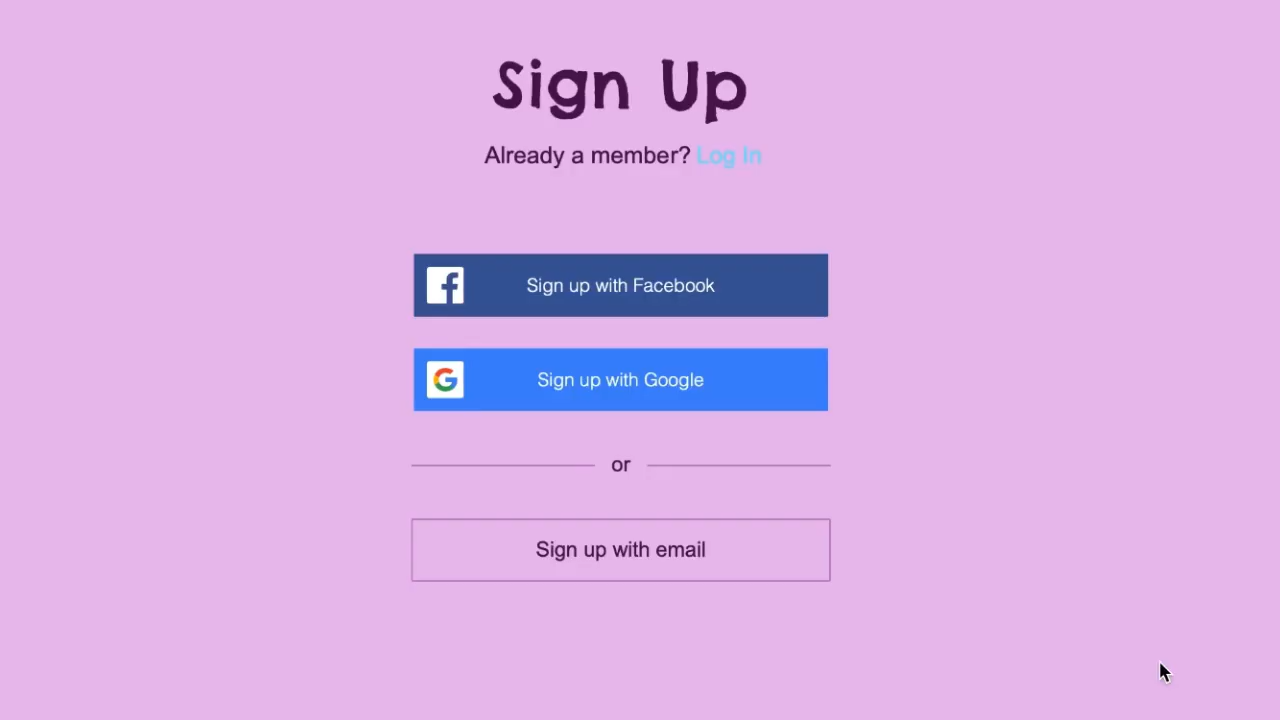 Sign Up
Already a member? Log In
Sign up with Facebook
Sign up with Google
or
Sign up with email